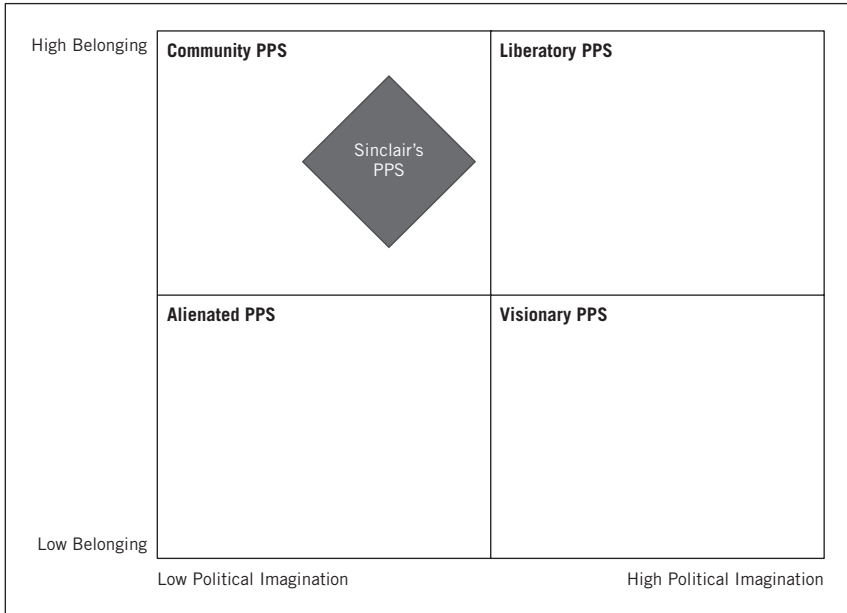 High Belonging
Community PPS
Liberatory PPS
Sinclair's
PPS
Alienated PPS
Visionary PPS
Low Belonging
Low Political Imagination
High Political Imagination